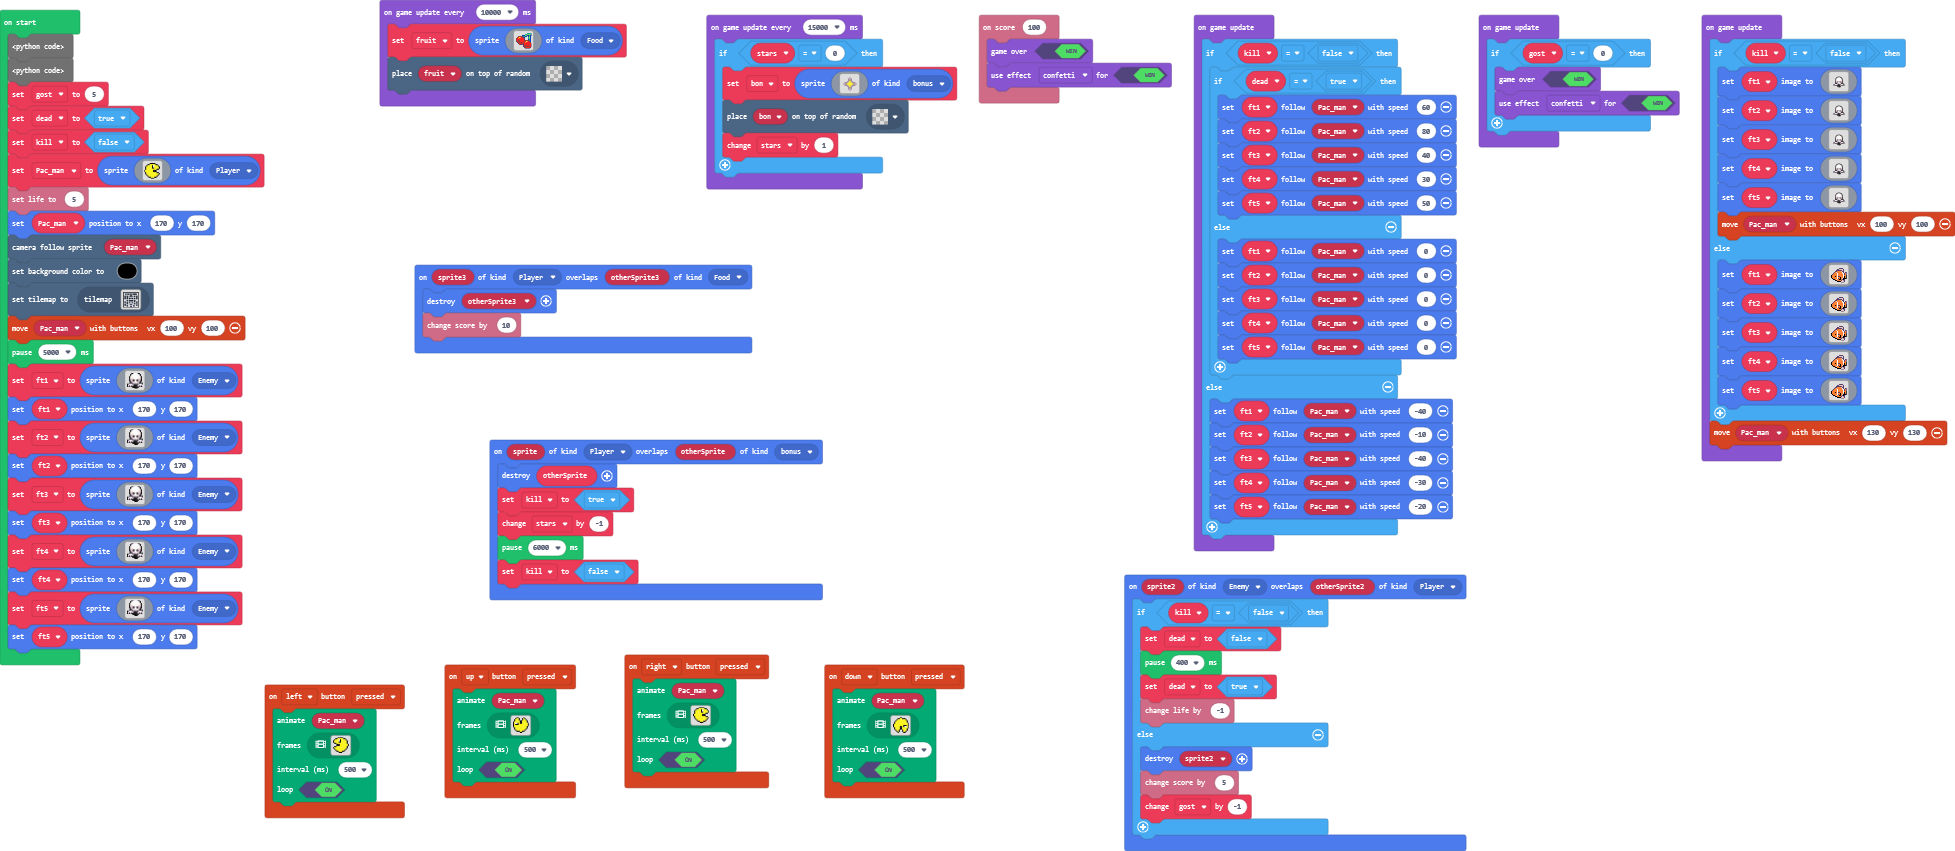 on start
<python code>
<python code>
set gost to 5
set dead to true
set kill to false
set Pac_man to sprite of kind Player
set life to 5
set Pac_man position to x 170 y 170
camera follow sprite Pac_man
set background color to
set tilemap to tilemap
move Pac_man with buttons vx 100 vy 100
pause 5000 ms
set ft1 to sprite of kind Enemy
set ft1 position to x 170 y 170
set ft2 to sprite of kind Enemy
set ft2 position to x 170 y 170
set ft3 to sprite of kind Enemy
set ft3 position to x 170 y 170
set ft4 to sprite of kind Enemy
set ft4 position to x 170 y 170
set ft5 to sprite of kind Enemy
set ft5 position to x 170 y 170
on game update every 10000 ms
set fruit to sprite of kind Food
place fruit on top of random
on game update every 15000 ms
if stars = 0 then
set bon to sprite of kind bonus
place bon on top of random
change stars by 1
on score 100
game over WIN
use effect confetti for WIN
on game update
if kill = false then
if dead = true then
set ft1 follow Pac_man with speed 60
set ft2 follow Pac_man with speed 80
set ft3 follow Pac_man with speed 40
set ft4 follow Pac_man with speed 30
set ft5 follow Pac_man with speed 50
else
set ft1 follow Pac_man with speed 0
set ft2 follow Pac_man with speed 0
set ft3 follow Pac_man with speed 0
set ft4 follow Pac_man with speed 0
set ft5 follow Pac_man with speed 0
else
set ft1 follow Pac_man with speed -40
set ft2 follow Pac_man with speed -10
set ft3 follow Pac_man with speed -40
set ft4 follow Pac_man with speed -30
set ft5 follow Pac_man with speed -20
on game update
if gost = 0 then
game over WIN
use effect confetti for WIN
on game update
if kill = false then
set ft1 image to
set ft2 image to
set ft3 image to
set ft4 image to
set ft5 image to
move Pac_man with buttons vx 100 vy 100
else
set ft1 image to
set ft2 image to
set ft3 image to
set ft4 image to
set ft5 image to
move Pac_man with buttons vx 130 vy 130
on sprite3 of kind Player overlaps otherSprite3 of kind Food
destroy otherSprite3
change score by 10
on sprite of kind Player overlaps otherSprite of kind bonus
destroy otherSprite
set kill to true
change stars by -1
pause 6000 ms
set kill to false
on sprite2 of kind Enemy overlaps otherSprite2 of kind Player
if kill = false then
set dead to false
pause 400 ms
set dead to true
change life by -1
else
destroy sprite2
change score by 5
change gost by -1
on left button pressed
animate Pac_man
frames
interval (ms) 500
loop ON
on up button pressed
animate Pac_man
frames
interval (ms) 500
loop ON
on right button pressed
animate Pac_man
frames
interval (ms) 500
loop ON
on down button pressed
animate Pac_man
frames
interval (ms) 500
loop ON